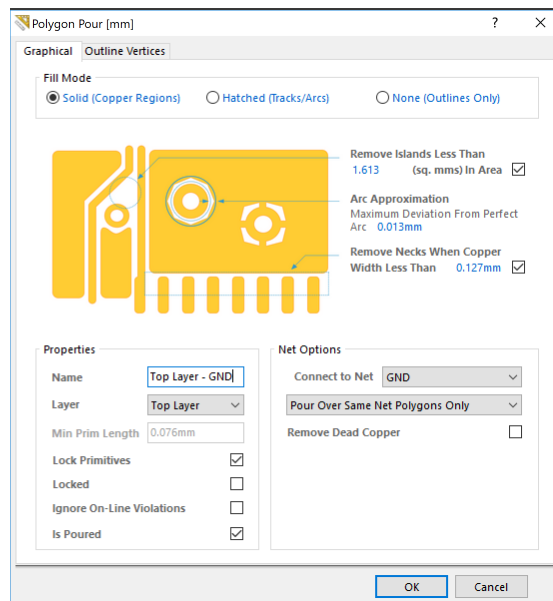 Polygon Pour [mm]
Graphical Outline Vertices
Fill Mode
Solid (Copper Regions) Hatched (Tracks/Arcs) None (Outlines Only)
Remove Islands Less Than
1.613 (sq. mms) In Area
Arc Approximation
Maximum Deviation From Perfect
Arc 0.013mm
Remove Necks When Copper
Width Less Than 0.127mm
Properties
Name Top Layer - GND
Layer Top Layer
Min Prim Length 0.076mm
Lock Primitives
Locked
Ignore On-Line Violations
Is Poured
Net Options
Connect to Net GND
Pour Over Same Net Polygons Only
Remove Dead Copper
OK Cancel